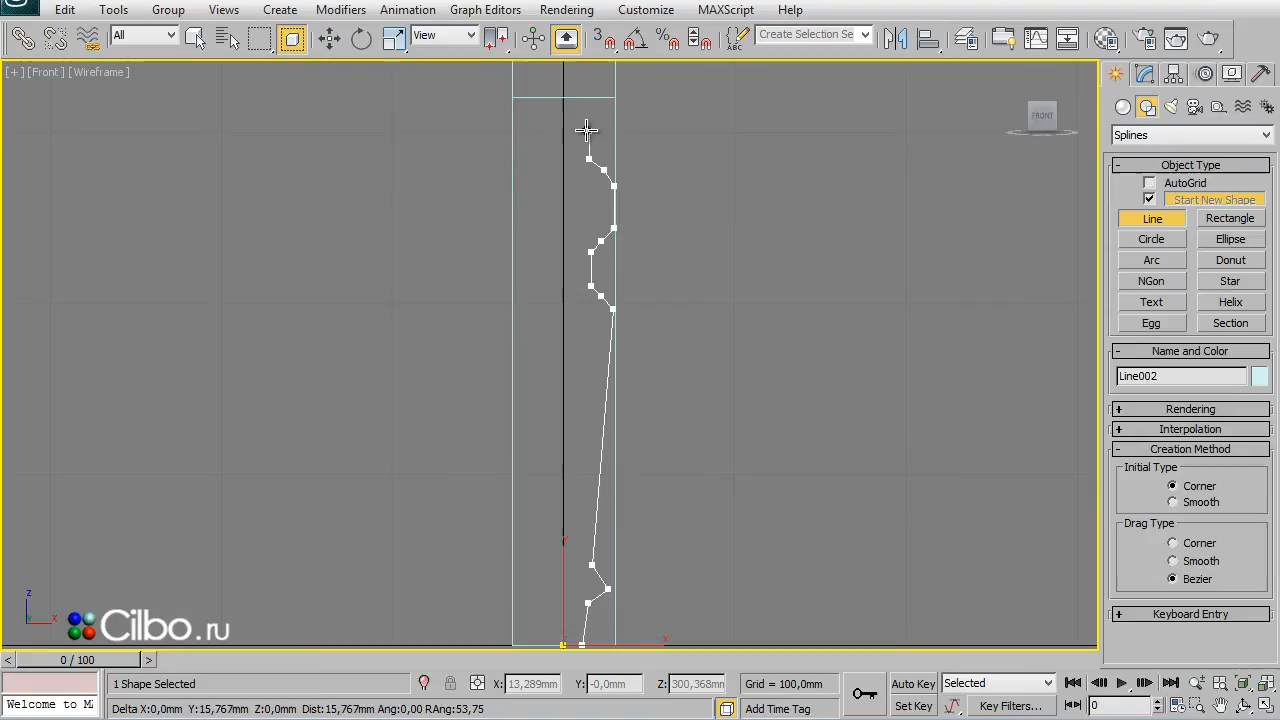 Edit Tools Group Views Create Modifiers Animation Graph Editors Rendering Customize MAXScript Help
All View 3 Create Selection Se
[+] [Front] [Wireframe]
FRONT
Splines
- Object Type
AutoGrid
Start New Shape
Line Rectangle
Circle Ellipse
Arc Donut
NGon Star
Text Helix
Egg Section
- Name and Color
Line002
+ Rendering
+ Interpolation
- Creation Method
Initial Type
Corner
Smooth
Drag Type
Corner
Smooth
Bezier
+ Keyboard Entry
y
x
z
x
Cilbo.ru
< 0 / 100 >
1 Shape Selected X: 13,289mm Y: -0,0mm Z: 300,368mm Grid = 100,0mm Auto Key Selected
Welcome to M Delta X:0,0mm Y:15,767mm Z:0,0mm Dist:15,767mm Ang:0,00 RAng:53,75 Add Time Tag Set Key Key Filters... 0